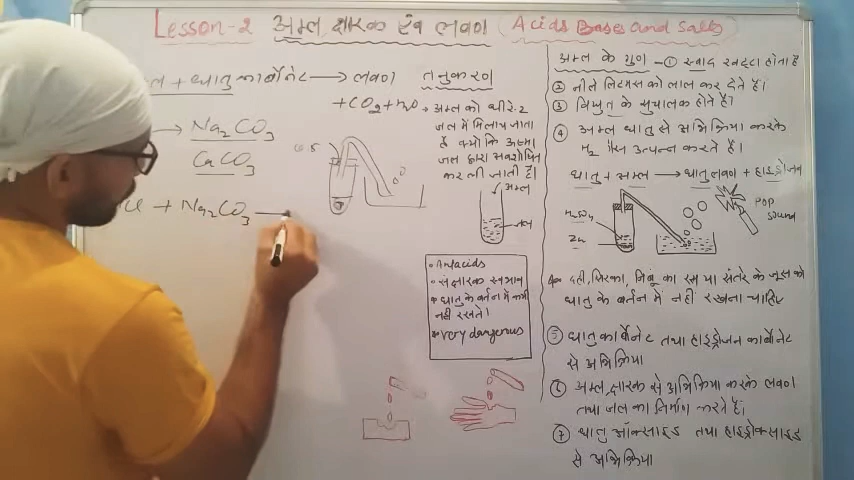 Lesson-2 अम्ल क्षारक एंव लवण (Acids Bases and Salts)
ल + धातु कार्बोनेट → लवण
+ CO2 + H2O
→ Na2CO3
CaCO3
Cl + Na2CO3 →
तनुकरण
→ अम्ल को धीरे-2
जल में मिलाया जाता
है क्योंकि ऊष्मा
जल द्वारा अवशोषित
कर ली जाती है।
अम्ल
जल
• Antacids
• संक्षारक स्वभाव
• धातु के बर्तन में कभी
नहीं रखते।
• Very dangerous
अम्ल के गुण - ① स्वाद खट्टा होता है
② नीले लिटमस को लाल कर देते हैं।
③ विद्युत के सुचालक होते हैं।
④ अम्ल धातु से अभिक्रिया करके
H2 गैस उत्पन्न करते हैं।
धातु + अम्ल → धातु लवण + हाइड्रोजन
H2SO4
Zn
Pop
Sound
दही, सिरका, निंबू का रस या संतरे के जूस को
धातु के बर्तन में नहीं रखना चाहिए
⑤ धातु कार्बोनेट तथा हाइड्रोजन कार्बोनेट
से अभिक्रिया
⑥ अम्ल क्षारक से अभिक्रिया करके लवण
तथा जल का निर्माण करते हैं।
⑦ धातु ऑक्साइड तथा हाइड्रोक्साइड
से अभिक्रिया